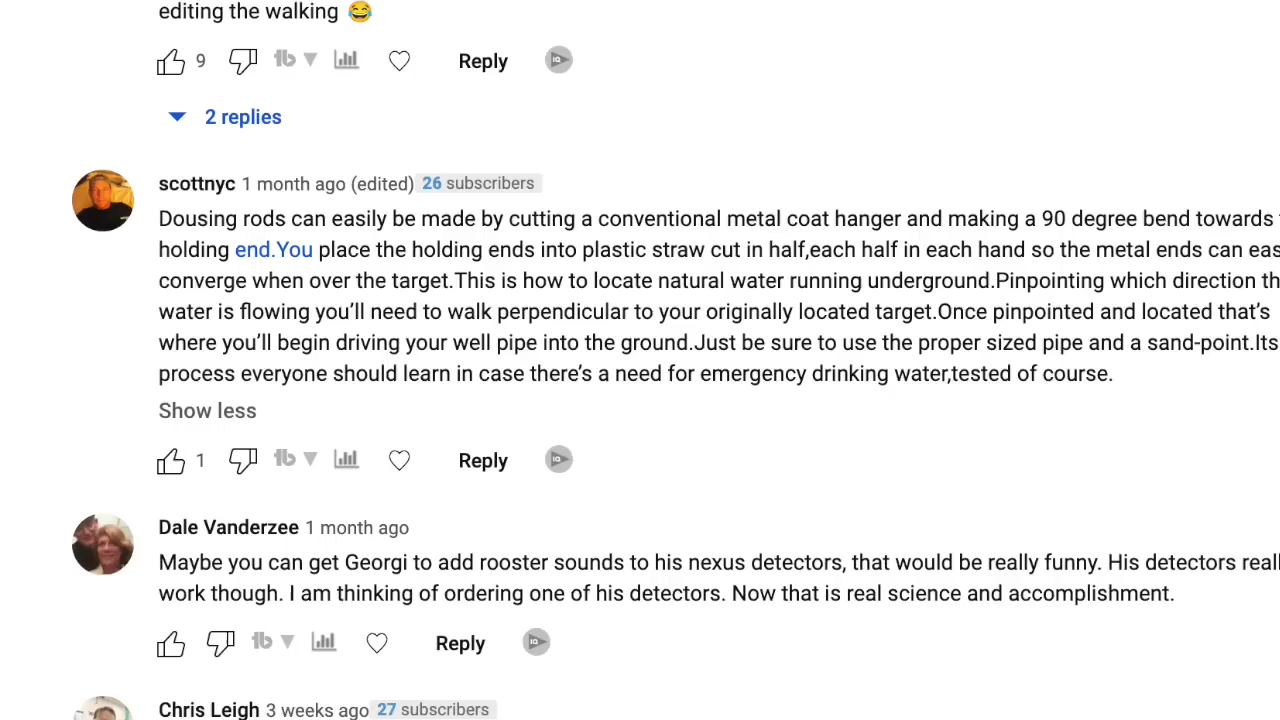 editing the walking 😂
9
Reply
2 replies
scottnyc 1 month ago (edited) 26 subscribers
Dousing rods can easily be made by cutting a conventional metal coat hanger and making a 90 degree bend towards
holding end.You place the holding ends into plastic straw cut in half,each half in each hand so the metal ends can eas
converge when over the target.This is how to locate natural water running underground.Pinpointing which direction th
water is flowing you’ll need to walk perpendicular to your originally located target.Once pinpointed and located that’s
where you’ll begin driving your well pipe into the ground.Just be sure to use the proper sized pipe and a sand-point.Its
process everyone should learn in case there’s a need for emergency drinking water,tested of course.
Show less
1
Reply
Dale Vanderzee 1 month ago
Maybe you can get Georgi to add rooster sounds to his nexus detectors, that would be really funny. His detectors reall
work though. I am thinking of ordering one of his detectors. Now that is real science and accomplishment.
Reply
Chris Leigh 3 weeks ago 27 subscribers